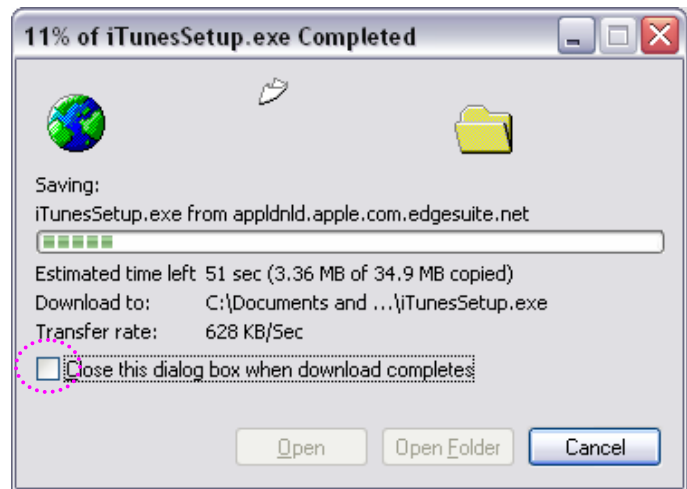 11% of iTunesSetup.exe Completed
Saving:
iTunesSetup.exe from appldnld.apple.com.edgesuite.net
Estimated time left 51 sec (3.36 MB of 34.9 MB copied)
Download to: C:\Documents and ...\iTunesSetup.exe
Transfer rate: 628 KB/Sec
Close this dialog box when download completes
Open Open Folder Cancel